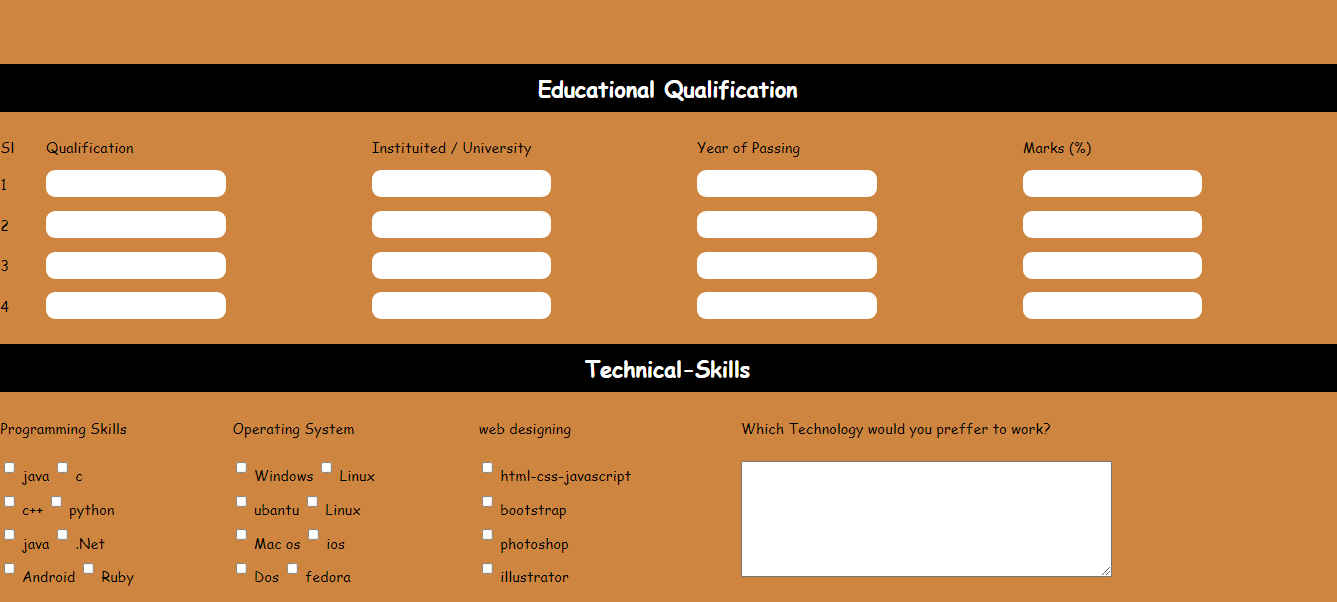 Educational Qualification
Sl Qualification Instituited / University Year of Passing Marks (%)
1
2
3
4
Technical-Skills
Programming Skills Operating System web designing Which Technology would you preffer to work?
java c Windows Linux html-css-javascript
c++ python ubantu Linux bootstrap
java .Net Mac os ios photoshop
Android Ruby Dos fedora illustrator